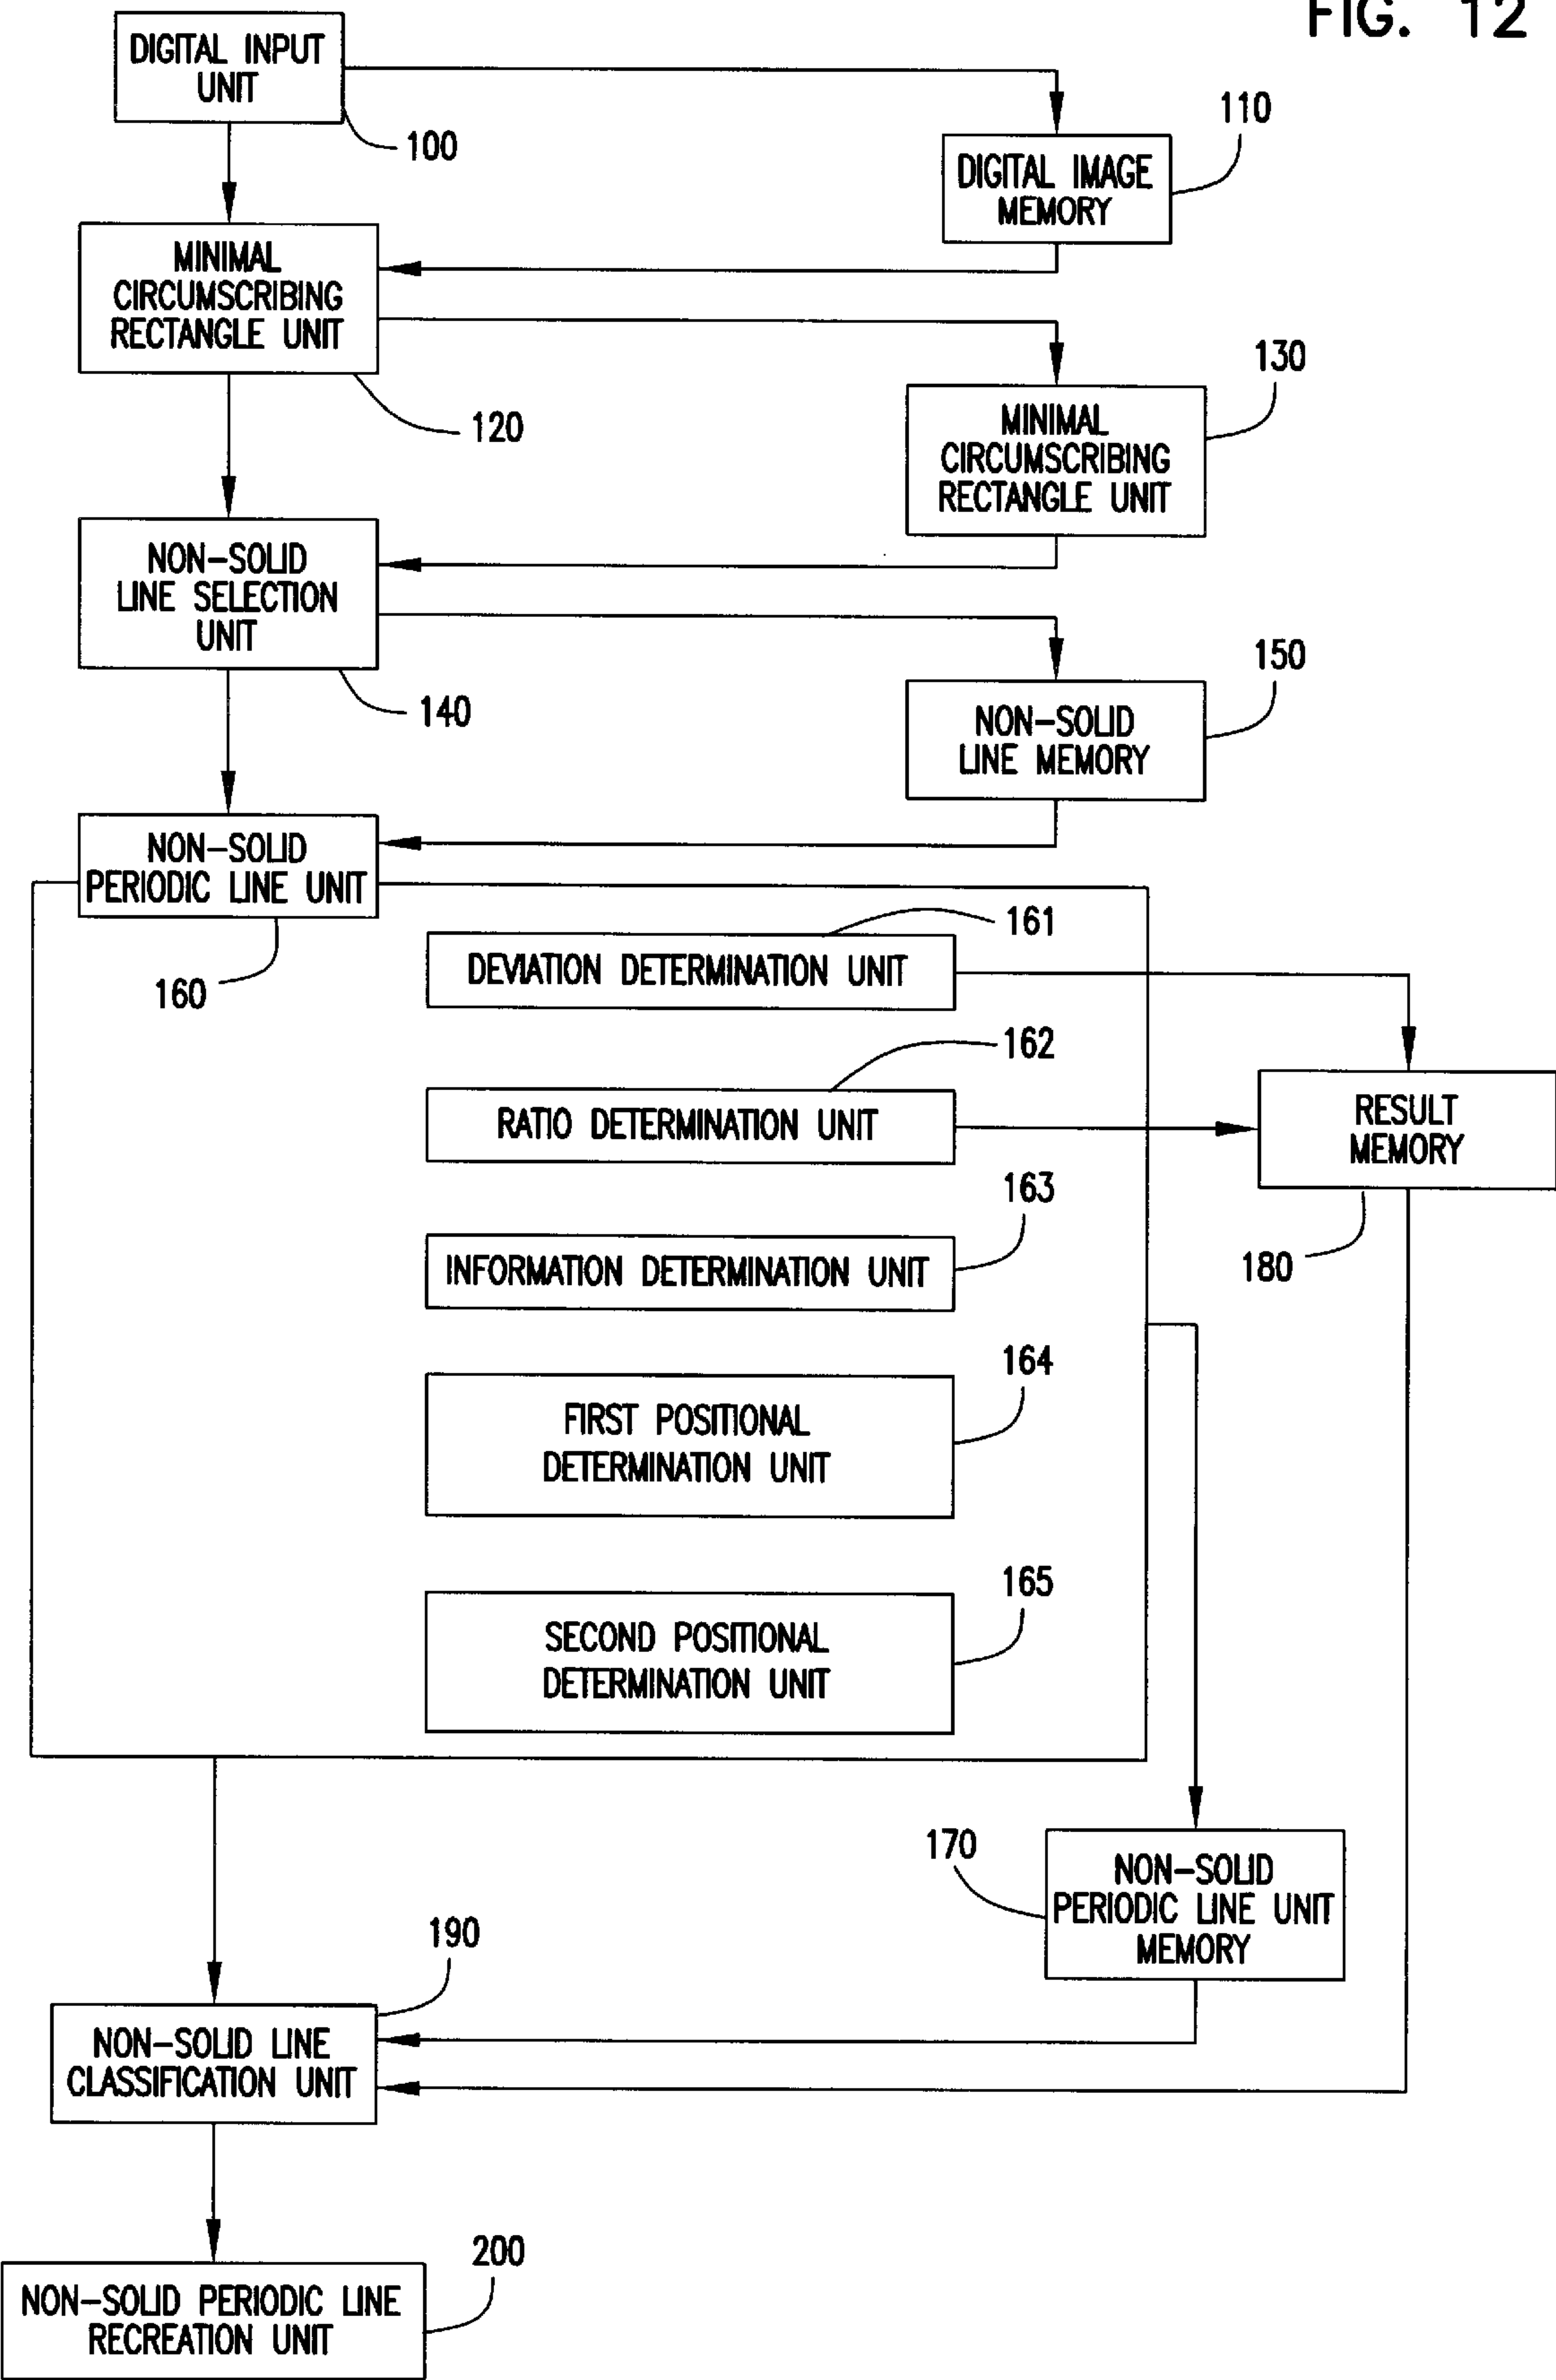 FIG. 12
DIGITAL INPUT
UNIT
100
110
DIGITAL IMAGE
MEMORY
MINIMAL
CIRCUMSCRIBING
RECTANGLE UNIT
120
130
MINIMAL
CIRCUMSCRIBING
RECTANGLE UNIT
NON-SOLID
LINE SELECTION
UNIT
140
150
NON-SOLID
LINE MEMORY
NON-SOLID
PERIODIC LINE UNIT
160
161
DEVIATION DETERMINATION UNIT
162
RATIO DETERMINATION UNIT
RESULT
MEMORY
180
163
INFORMATION DETERMINATION UNIT
164
FIRST POSITIONAL
DETERMINATION UNIT
165
SECOND POSITIONAL
DETERMINATION UNIT
170
NON-SOLID
PERIODIC LINE UNIT
MEMORY
190
NON-SOLID LINE
CLASSIFICATION UNIT
200
NON-SOLID PERIODIC LINE
RECREATION UNIT